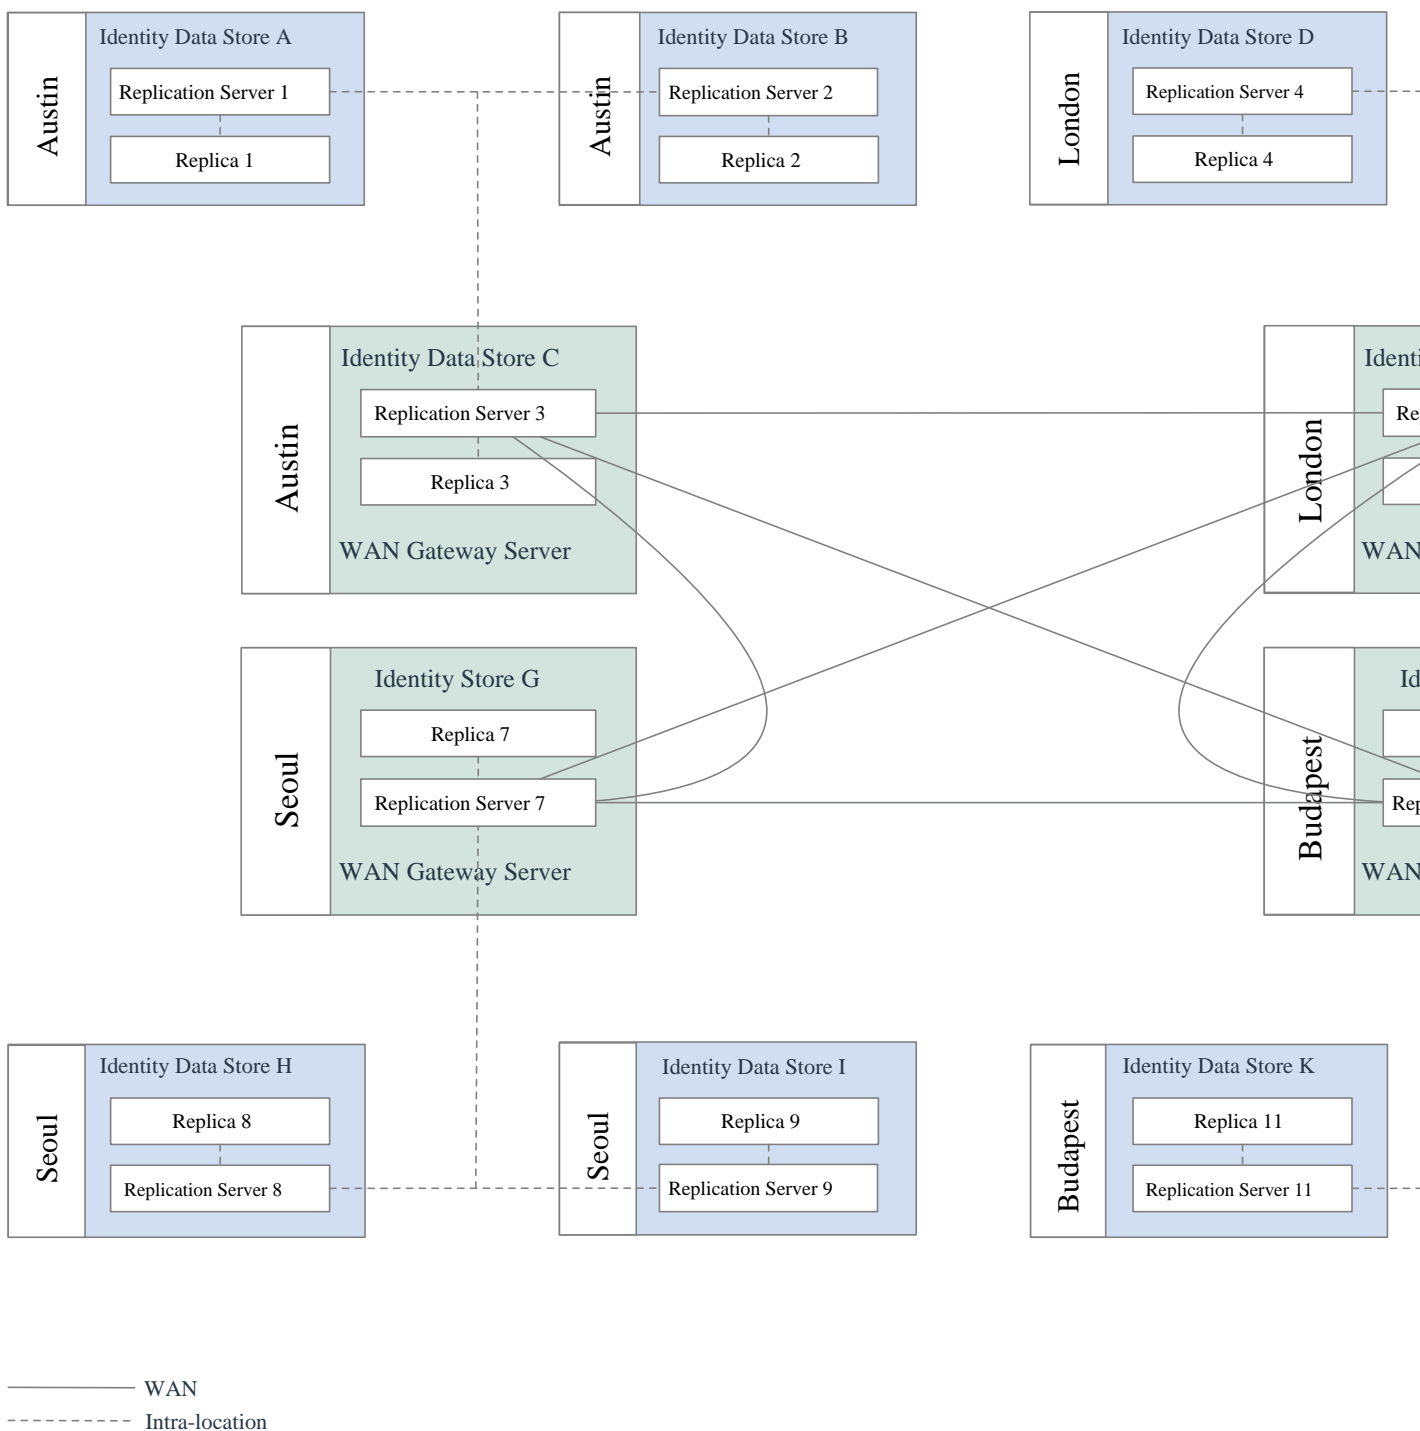 Identity Data Store A
Austin
Replication Server 1
Replica 1
Identity Data Store B
Austin
Replication Server 2
Replica 2
Identity Data Store D
London
Replication Server 4
Replica 4
Identity Data Store C
Austin
Replication Server 3
Replica 3
WAN Gateway Server
London
WAN
Identity Store G
Seoul
Replica 7
Replication Server 7
WAN Gateway Server
Budapest
WAN
Identity Data Store H
Seoul
Replica 8
Replication Server 8
Identity Data Store I
Seoul
Replica 9
Replication Server 9
Identity Data Store K
Budapest
Replica 11
Replication Server 11
WAN
Intra-location